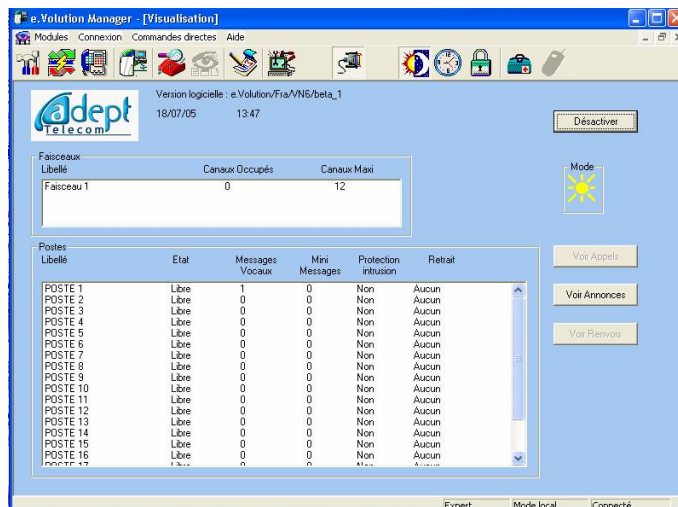 e.Volution Manager - [Visualisation]
Modules Connexion Commandes directes Aide
adept
Telecom
Version logicielle : e.Volution/Fra/VN6/beta_1
18/07/05 13:47
Désactiver
Faisceaux
Libellé Canaux Occupés Canaux Maxi
Faisceau 1 0 12
Mode
Postes
Libellé Etat Messages Vocaux Mini Messages Protection intrusion Retrait
POSTE 1 Libre 1 0 Non Aucun
POSTE 2 Libre 0 0 Non Aucun
POSTE 3 Libre 0 0 Non Aucun
POSTE 4 Libre 0 0 Non Aucun
POSTE 5 Libre 0 0 Non Aucun
POSTE 6 Libre 0 0 Non Aucun
POSTE 7 Libre 0 0 Non Aucun
POSTE 8 Libre 0 0 Non Aucun
POSTE 9 Libre 0 0 Non Aucun
POSTE 10 Libre 0 0 Non Aucun
POSTE 11 Libre 0 0 Non Aucun
POSTE 12 Libre 0 0 Non Aucun
POSTE 13 Libre 0 0 Non Aucun
POSTE 14 Libre 0 0 Non Aucun
POSTE 15 Libre 0 0 Non Aucun
POSTE 16 Libre 0 0 Non Aucun
POSTE 17 Libre 0 0 Non Aucun
Voir Appels
Voir Annonces
Voir Renvois
Expert Mode local Connecté